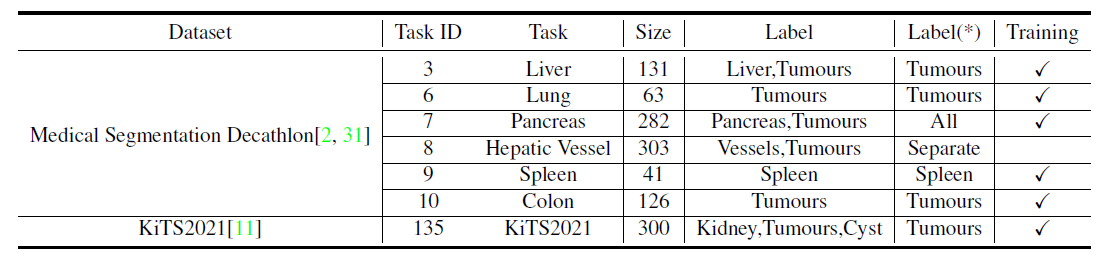 Dataset Task ID Task Size Label Label(*) Training
3 Liver 131 Liver,Tumours Tumours ✓
6 Lung 63 Tumours Tumours ✓
7 Pancreas 282 Pancreas,Tumours All ✓
Medical Segmentation Decathlon[2, 31]
8 Hepatic Vessel 303 Vessels,Tumours Separate
9 Spleen 41 Spleen Spleen ✓
10 Colon 126 Tumours Tumours ✓
KiTS2021[11] 135 KiTS2021 300 Kidney,Tumours,Cyst Tumours ✓